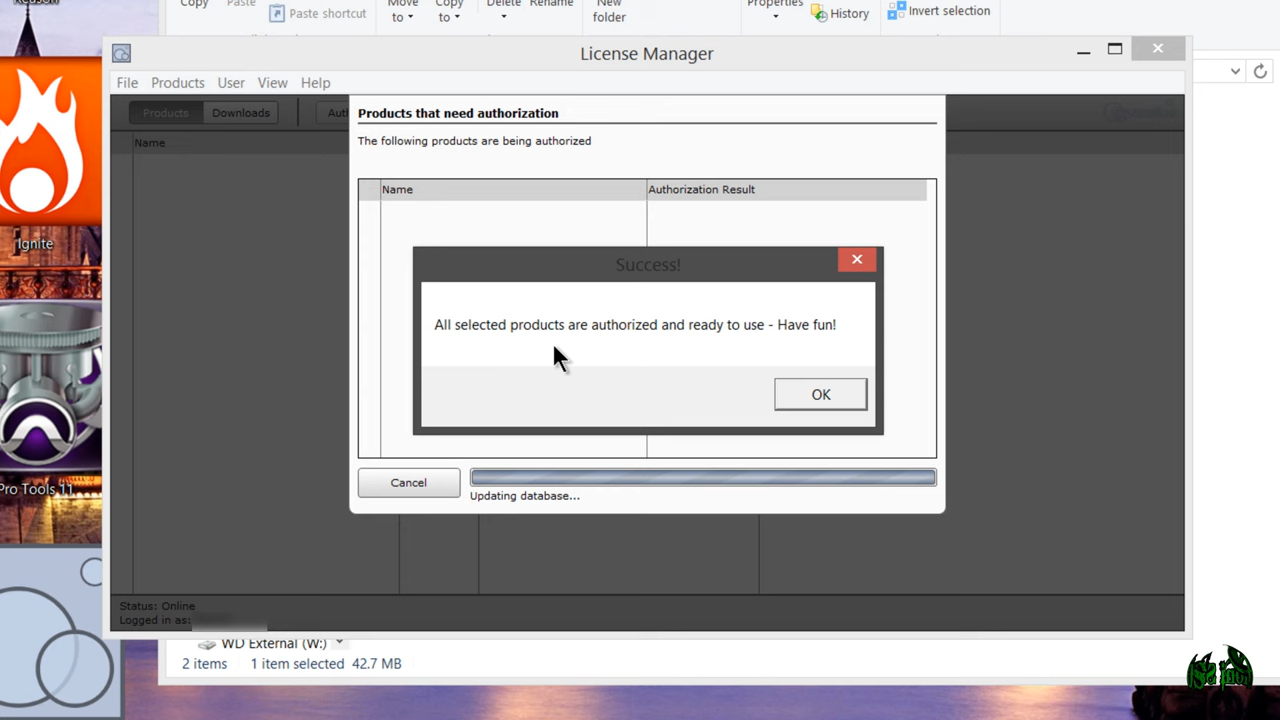 Copy
Paste
Paste shortcut
Move
to
Copy
to
Delete
Rename
New
folder
Properties
History
Invert selection
License Manager
File
Products
User
View
Help
Products
Downloads
Products that need authorization
Name
The following products are being authorized
Name
Authorization Result
Ignite
Success!
All selected products are authorized and ready to use - Have fun!
OK
Cancel
Updating database...
Pro Tools 11
Status: Online
Logged in as:
WD External (W:)
2 items
1 item selected
42.7 MB